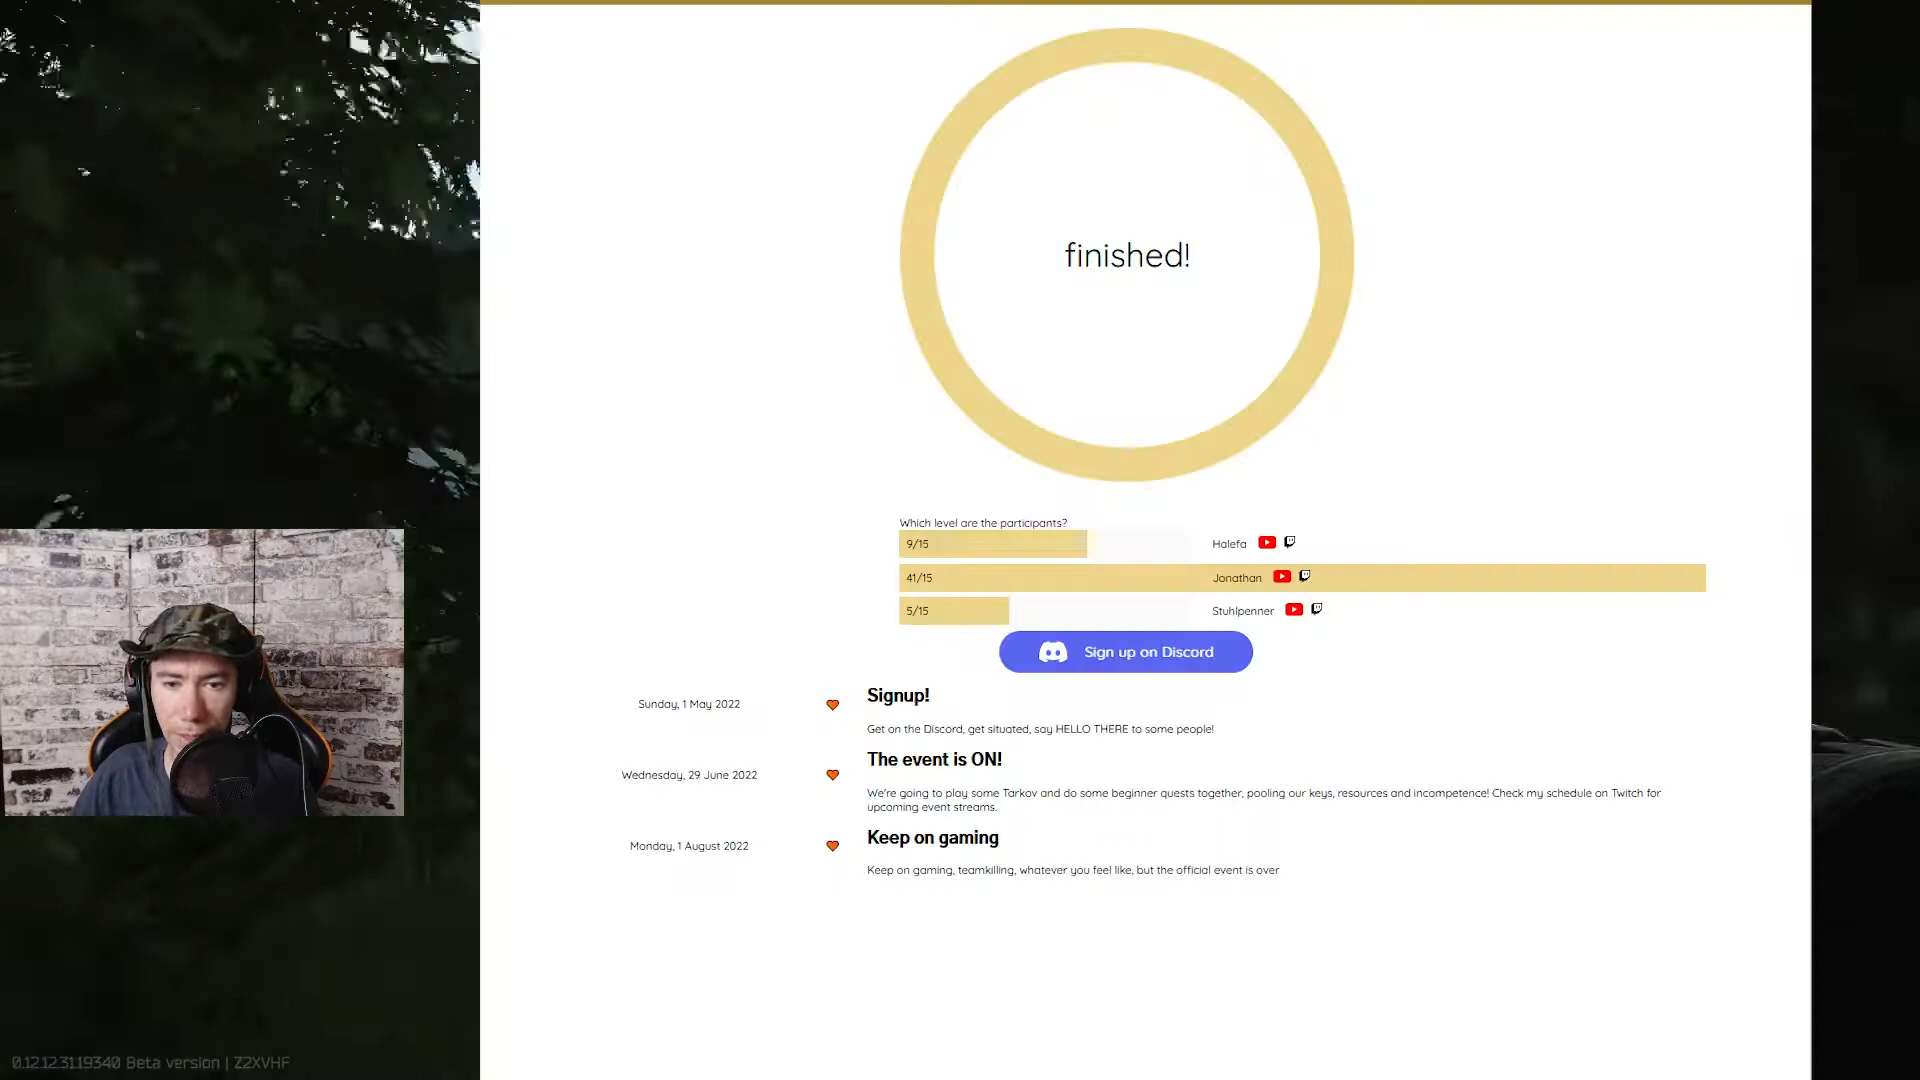 finished!
Which level are the participants?
9/15 Halefa
41/15 Jonathan
5/15 Stuhlpenner
Sign up on Discord
Sunday, 1 May 2022
Signup!
Get on the Discord, get situated, say HELLO THERE to some people!
Wednesday, 29 June 2022
The event is ON!
We're going to play some Tarkov and do some beginner quests together, pooling our keys, resources and incompetence! Check my schedule on Twitch for
upcoming event streams.
Monday, 1 August 2022
Keep on gaming
Keep on gaming, teamkilling, whatever you feel like, but the official event is over
0.12.12.3.119340 Beta version | Z2XVHF